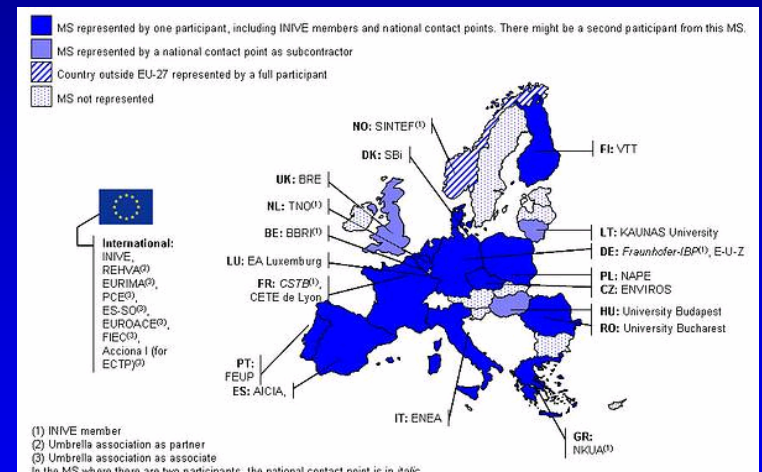 MS represented by one participant, including INIVE members and national contact points. There might be a second participant from this MS.
MS represented by a national contact point as subcontractor
Country outside EU-27 represented by a full participant
MS not represented
NO: SINTEF(1)
DK: SBi
FI: VTT
UK: BRE
NL: TNO(1)
BE: BBRI(1)
LU: EA Luxemburg
FR: CSTB(1),
CETE de Lyon
LT: KAUNAS University
DE: Fraunhofer-IBP(1), E-U-Z
PL: NAPE
CZ: ENVIROS
HU: University Budapest
RO: University Bucharest
International:
INIVE,
REHVA(2)
EURIMA(3),
PCE(3),
ES-SO(3),
EUROACE(3),
FIEC(3),
Acciona I (for
ECTP)(3)
PT:
FEUP
ES: AICIA,
IT: ENEA
GR:
NKUA(1)
(1) INIVE member
(2) Umbrella association as partner
(3) Umbrella association as associate
In the MS where there are two participants, the national contact point is in italic